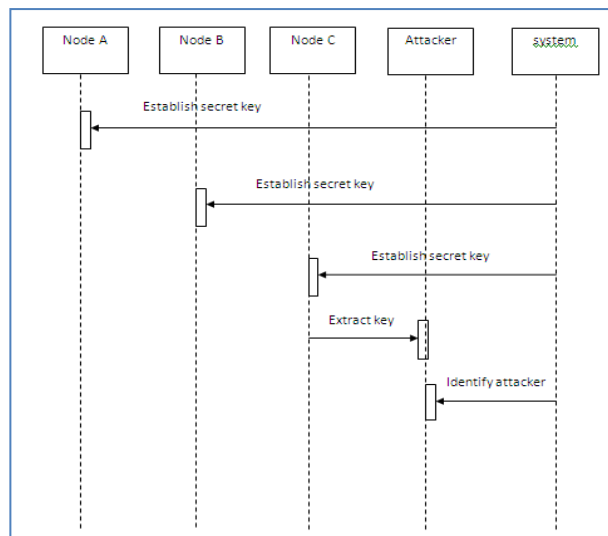 Node A
Node B
Node C
Attacker
system
Establish secret key
Establish secret key
Establish secret key
Extract key
Identify attacker